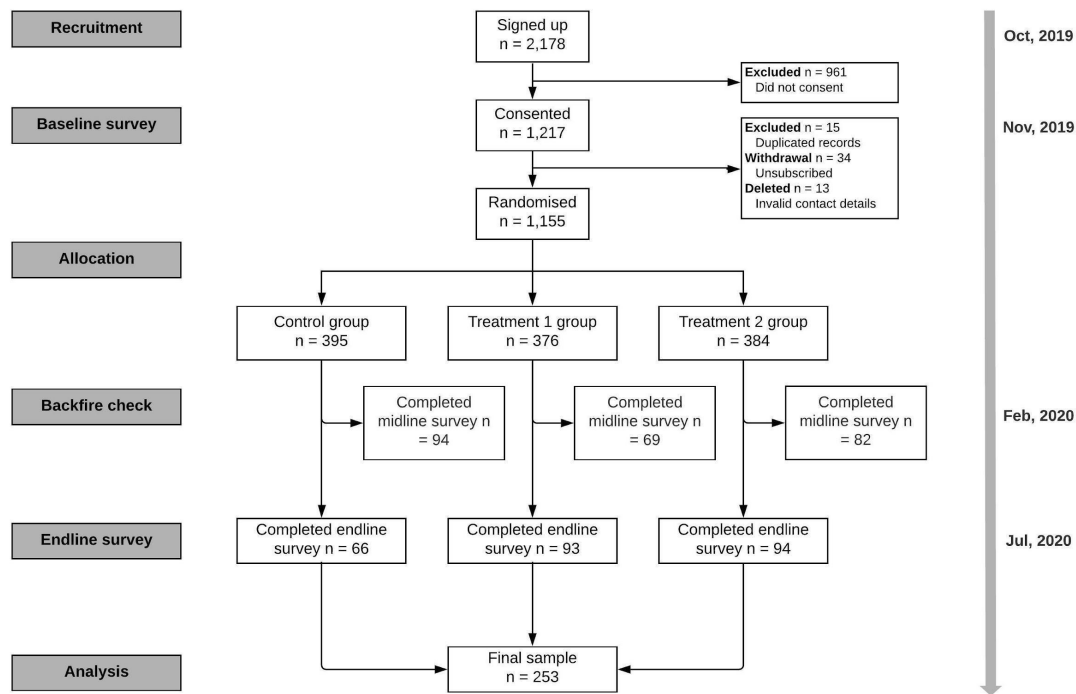 Recruitment
Signed up
n = 2,178
Oct, 2019
Excluded n = 961
Did not consent
Baseline survey
Consented
n = 1,217
Nov, 2019
Excluded n = 15
Duplicated records
Withdrawal n = 34
Unsubscribed
Deleted n = 13
Invalid contact details
Randomised
n = 1,155
Allocation
Control group
n = 395
Treatment 1 group
n = 376
Treatment 2 group
n = 384
Backfire check
Completed
midline survey n
= 94
Completed
midline survey n
= 69
Completed
midline survey n
= 82
Feb, 2020
Endline survey
Completed endline
survey n = 66
Completed endline
survey n = 93
Completed endline
survey n = 94
Jul, 2020
Analysis
Final sample
n = 253